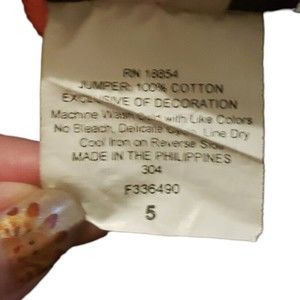 RN 18854
JUMPER: 100% COTTON
EXCLUSIVE OF DECORATION
Machine Wash Cold with Like Colors
No Bleach, Delicate Cycle, Line Dry
Cool Iron on Reverse Side
MADE IN THE PHILIPPINES
304
F336490
5